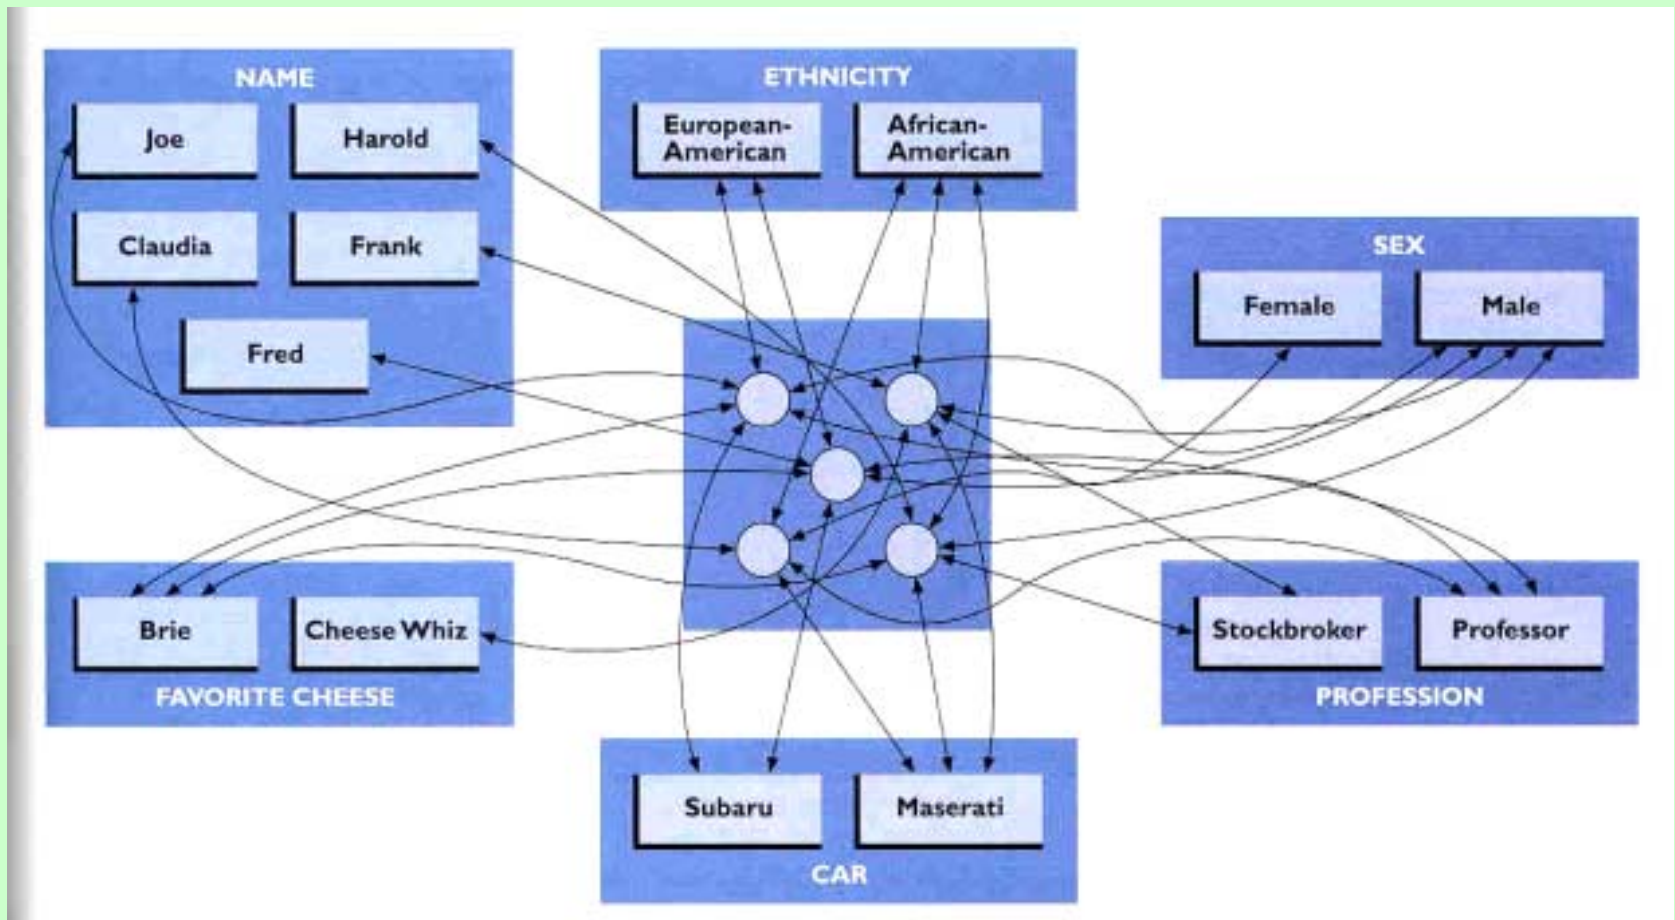 NAME
Joe
Harold
Claudia
Frank
Fred
ETHNICITY
European-
American
African-
American
SEX
Female
Male
Brie
Cheese Whiz
FAVORITE CHEESE
Stockbroker
Professor
PROFESSION
Subaru
Maserati
CAR